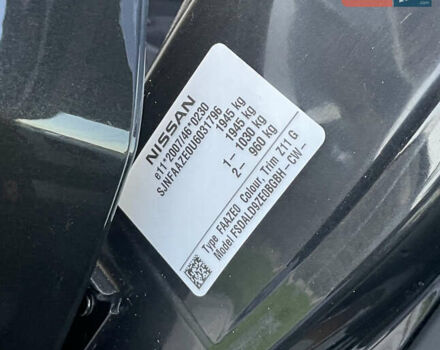 NISSAN
e11*2007/46*0230
SJNFAAZE0U6031796
1945 kg
1945 kg
1– 1030 kg
2– 960 kg
Type FAAZE0 Colour, Trim Z11 G
Model FSDALD9ZE0BGBH –CW–